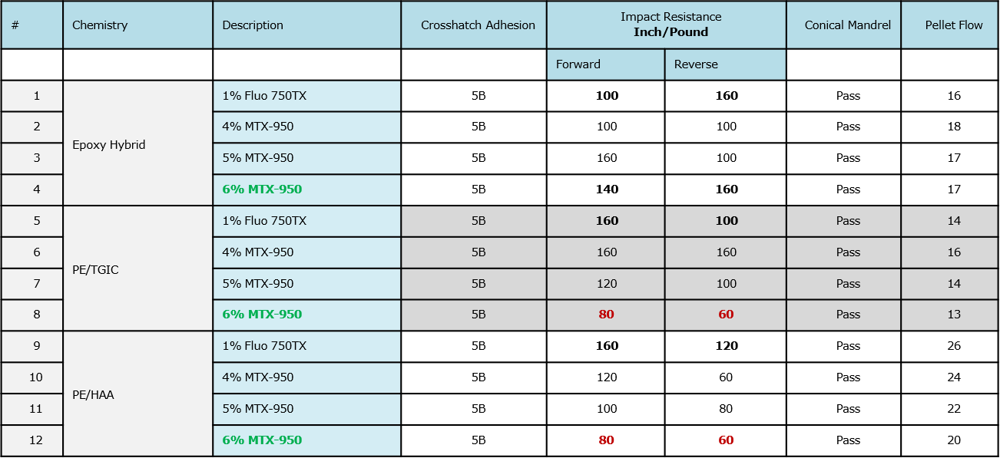 # Chemistry Description Crosshatch Adhesion Impact Resistance Inch/Pound Conical Mandrel Pellet Flow
Forward Reverse
1 Epoxy Hybrid 1% Fluo 750TX 5B 100 160 Pass 16
2 4% MTX-950 5B 100 100 Pass 18
3 5% MTX-950 5B 160 100 Pass 17
4 6% MTX-950 5B 140 160 Pass 17
5 PE/TGIC 1% Fluo 750TX 5B 160 100 Pass 14
6 4% MTX-950 5B 160 160 Pass 16
7 5% MTX-950 5B 120 100 Pass 14
8 6% MTX-950 5B 80 60 Pass 13
9 PE/HAA 1% Fluo 750TX 5B 160 120 Pass 26
10 4% MTX-950 5B 120 60 Pass 24
11 5% MTX-950 5B 100 80 Pass 22
12 6% MTX-950 5B 80 60 Pass 20